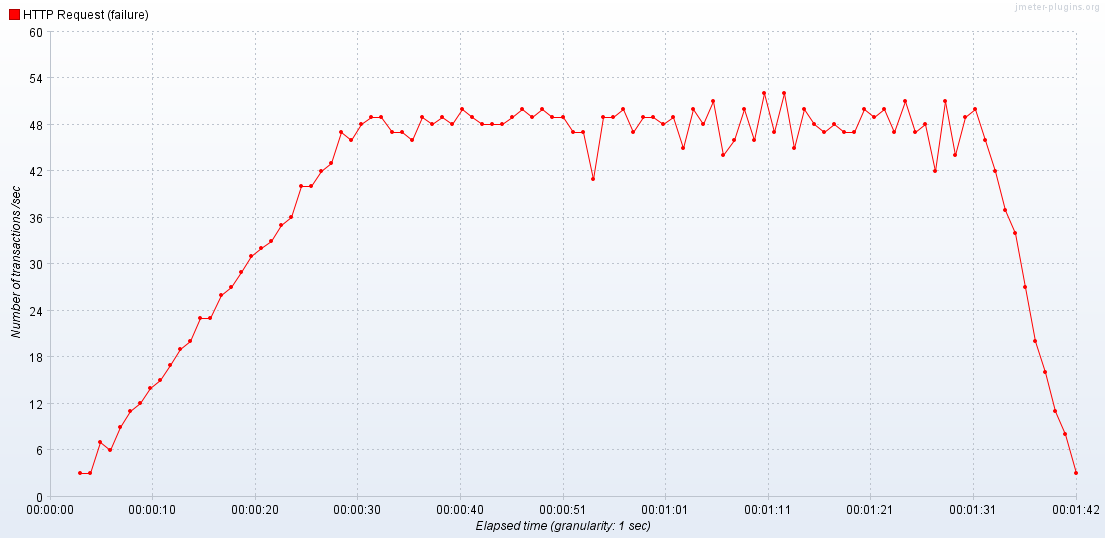 HTTP Request (failure)
jmeter-plugins.org
60
54
48
42
36
30
24
18
12
6
0
Number of transactions /sec
00:00:00 00:00:10 00:00:20 00:00:30 00:00:40 00:00:51 00:01:01 00:01:11 00:01:21 00:01:31 00:01:42
Elapsed time (granularity: 1 sec)